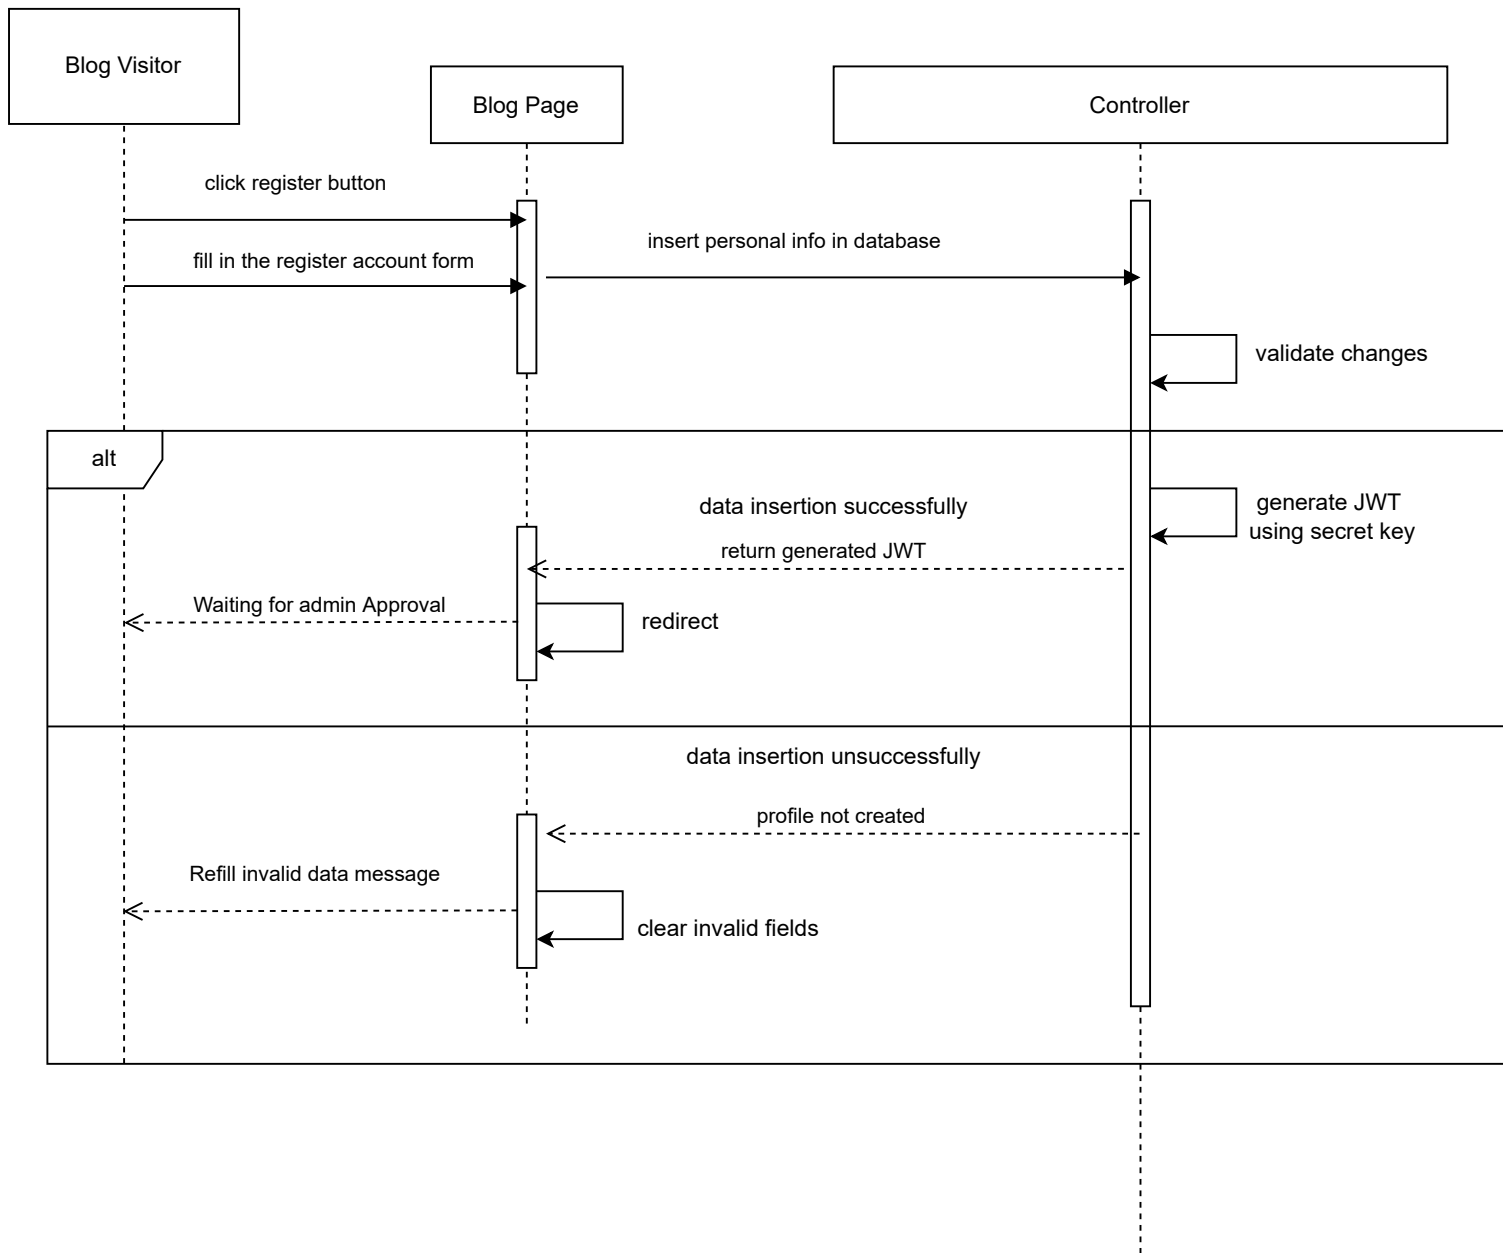 Blog Visitor
Blog Page
Controller
click register button
insert personal info in database
fill in the register account form
validate changes
alt
data insertion successfully
generate JWT
using secret key
return generated JWT
Waiting for admin Approval
redirect
data insertion unsuccessfully
profile not created
Refill invalid data message
clear invalid fields